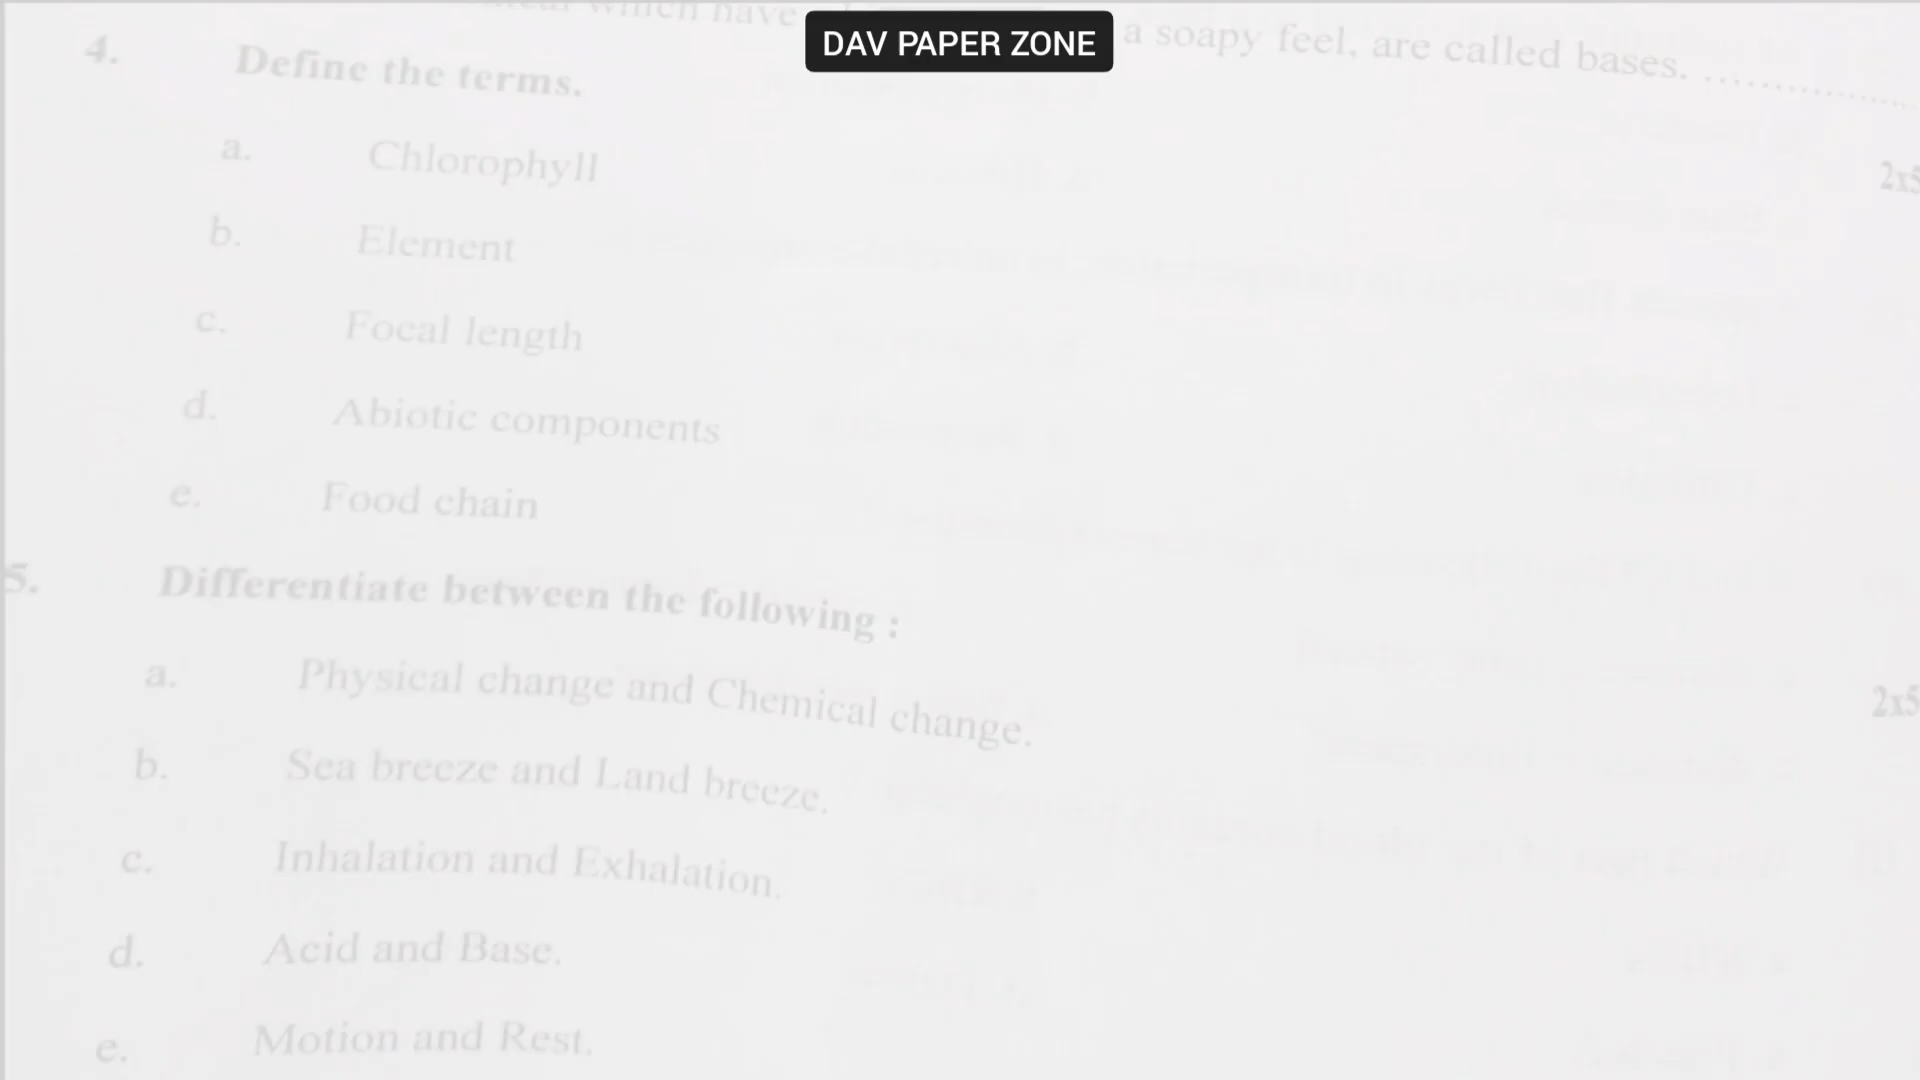 which have
DAV PAPER ZONE
a soapy feel, are called bases. ................
4. Define the terms.
2x5
a. Chlorophyll
b. Element
c. Focal length
d. Abiotic components
e. Food chain
5. Differentiate between the following :
2x5
a. Physical change and Chemical change.
b. Sea breeze and Land breeze.
c. Inhalation and Exhalation.
d. Acid and Base.
e. Motion and Rest.